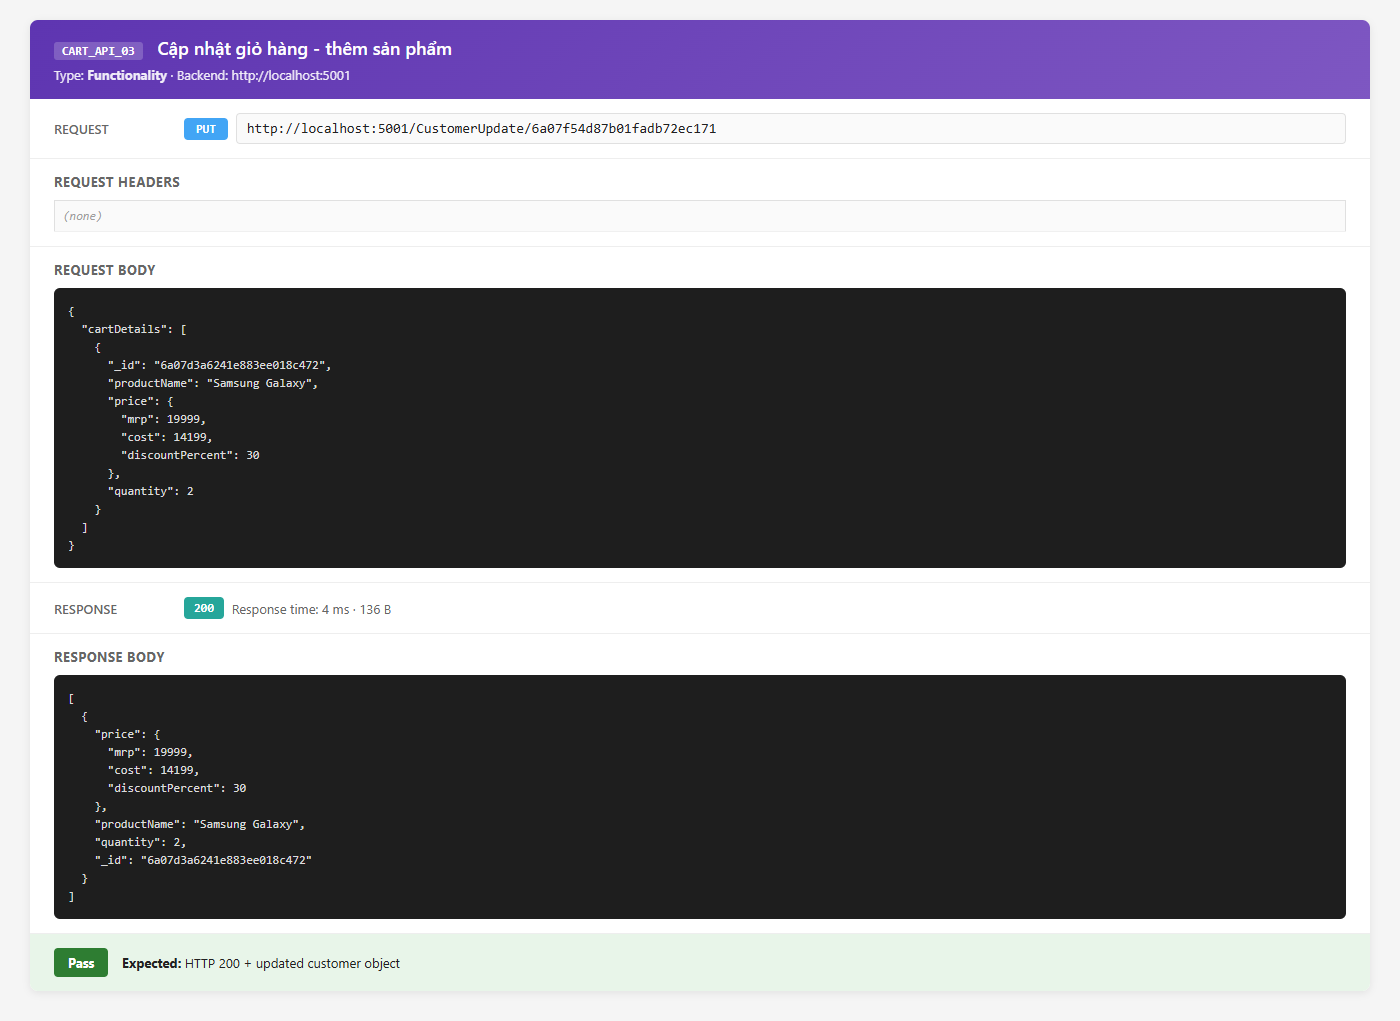 CART_API_03 Cập nhật giỏ hàng - thêm sản phẩm
Type: Functionality · Backend: http://localhost:5001
REQUEST PUT http://localhost:5001/CustomerUpdate/6a07f54d87b01fadb72ec171
REQUEST HEADERS
(none)
REQUEST BODY
{
  "cartDetails": [
    {
      "_id": "6a07d3a6241e883ee018c472",
      "productName": "Samsung Galaxy",
      "price": {
        "mrp": 19999,
        "cost": 14199,
        "discountPercent": 30
      },
      "quantity": 2
    }
  ]
}
RESPONSE 200 Response time: 4 ms · 136 B
RESPONSE BODY
[
  {
    "price": {
      "mrp": 19999,
      "cost": 14199,
      "discountPercent": 30
    },
    "productName": "Samsung Galaxy",
    "quantity": 2,
    "_id": "6a07d3a6241e883ee018c472"
  }
]
Pass Expected: HTTP 200 + updated customer object